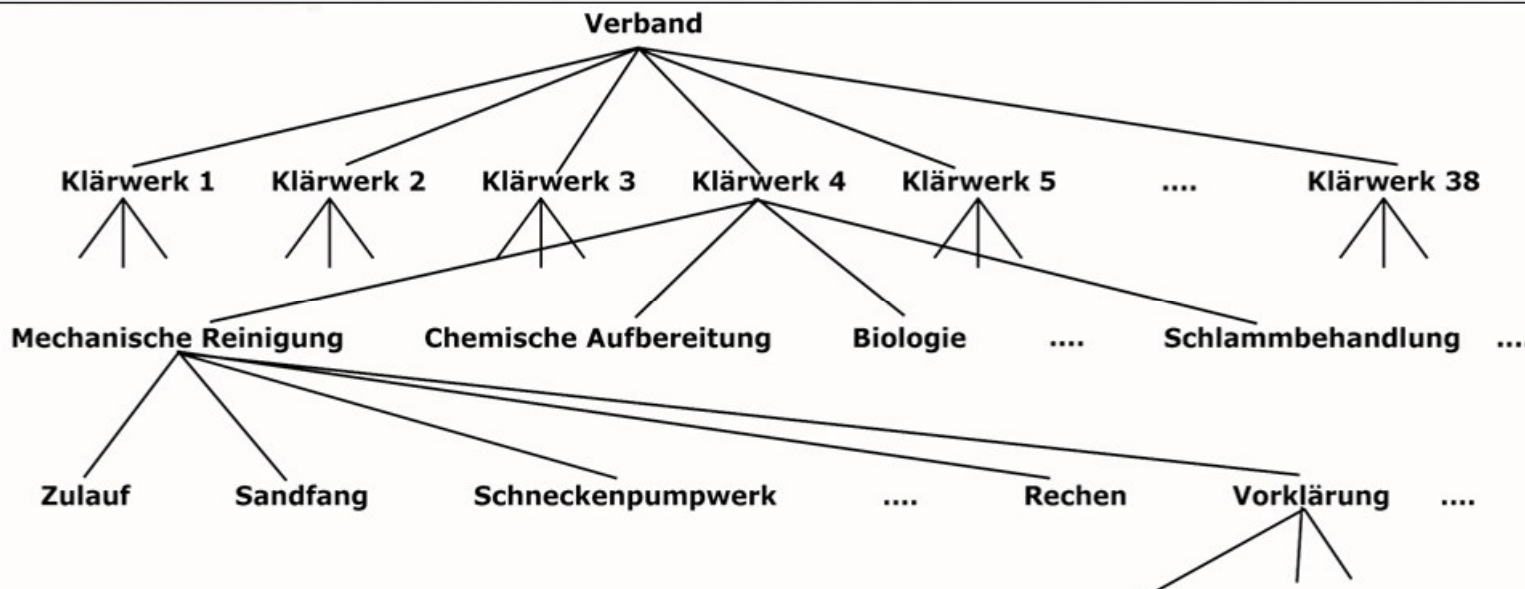 Verband
Klärwerk 1 Klärwerk 2 Klärwerk 3 Klärwerk 4 Klärwerk 5 .... Klärwerk 38
Mechanische Reinigung Chemische Aufbereitung Biologie .... Schlammbehandlung ....
Zulauf Sandfang Schneckenpumpwerk .... Rechen Vorklärung ....